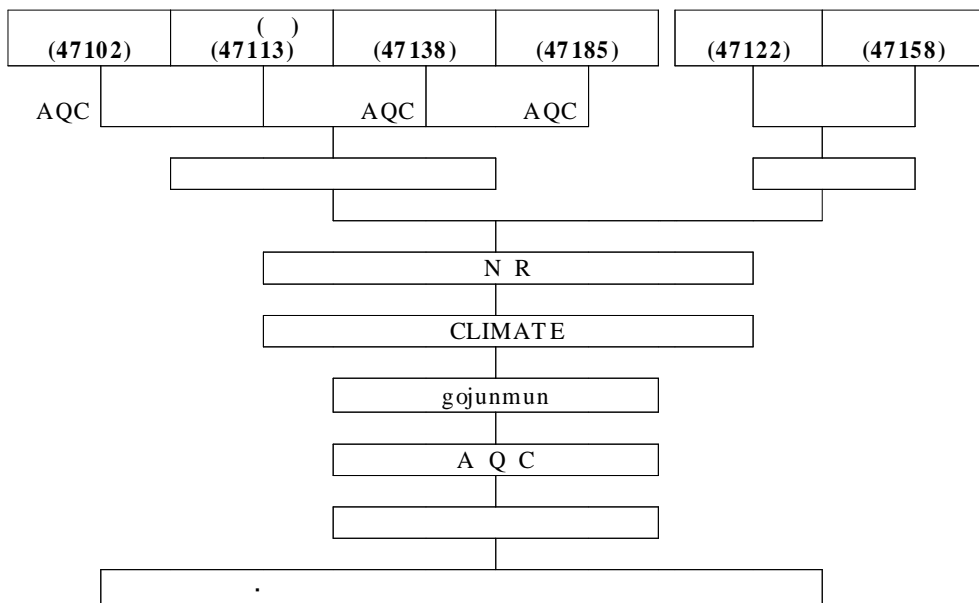 ( )
(47102) (47113) (47138) (47185) (47122) (47158)
AQC AQC AQC
N R
CLIMATE
gojunmun
A Q C
.